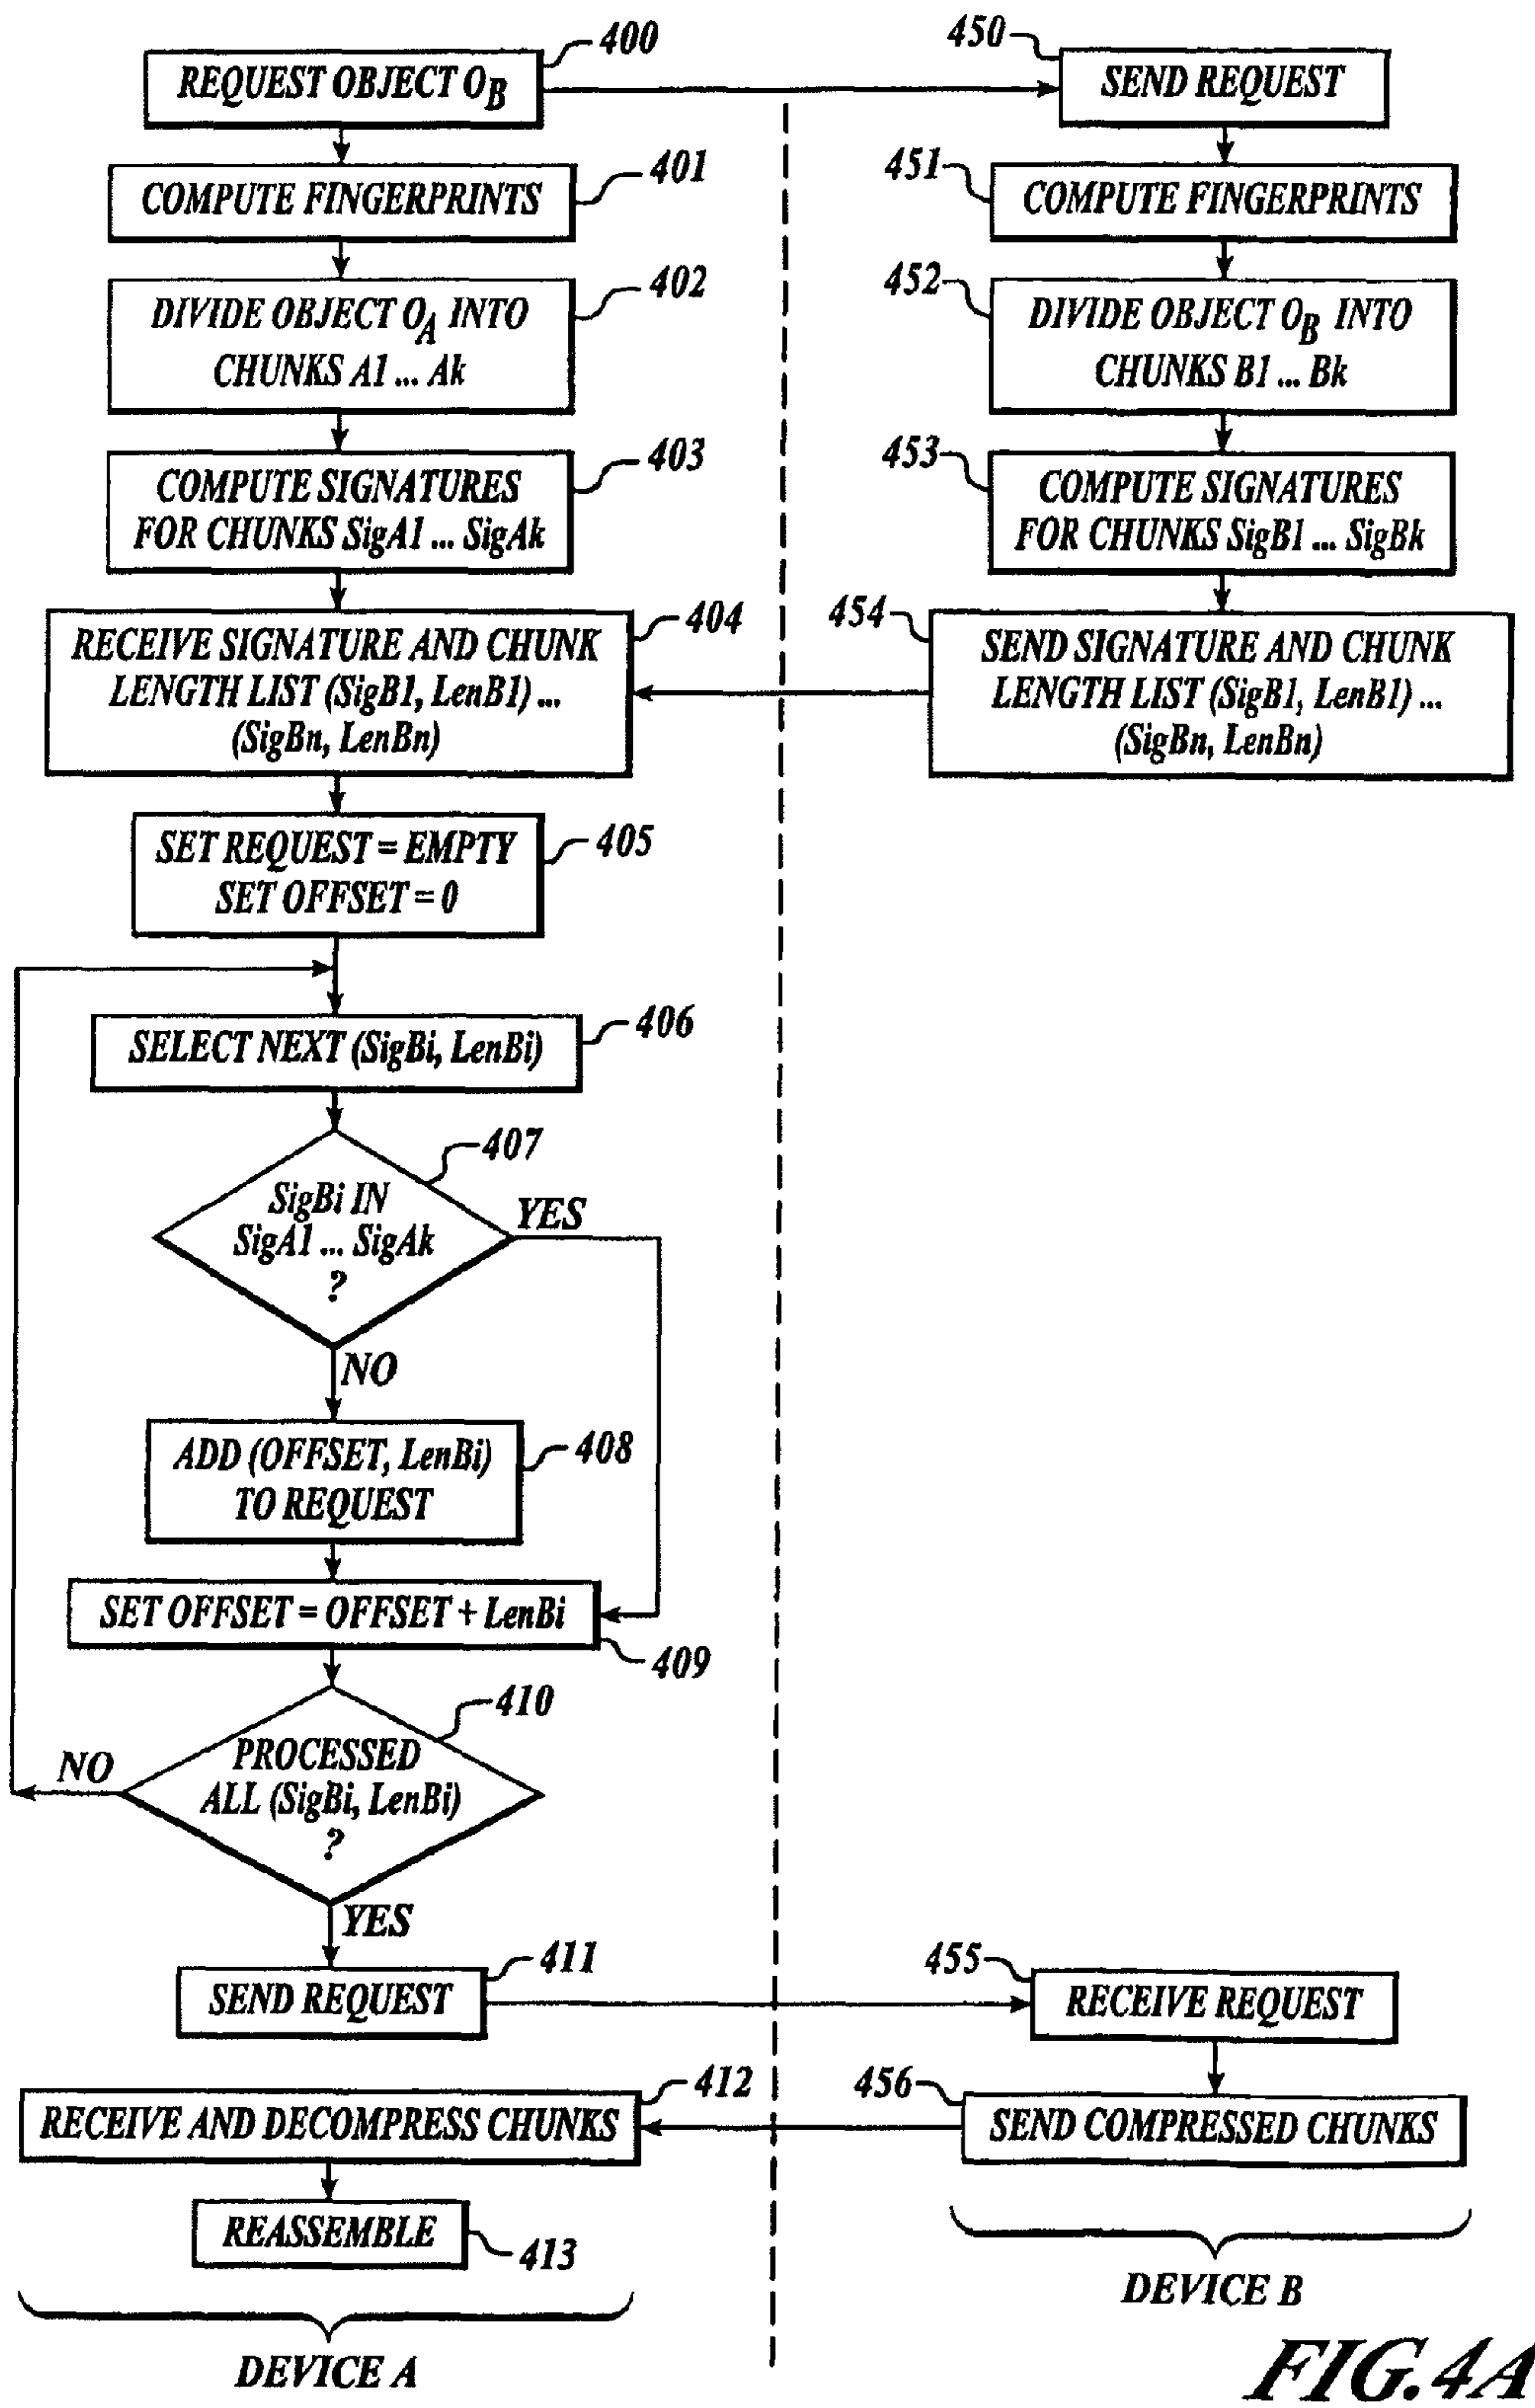 400
REQUEST OBJECT OB
450
SEND REQUEST
401
COMPUTE FINGERPRINTS
451
COMPUTE FINGERPRINTS
402
DIVIDE OBJECT OA INTO
CHUNKS A1 ... Ak
452
DIVIDE OBJECT OB INTO
CHUNKS B1 ... Bk
403
COMPUTE SIGNATURES
FOR CHUNKS SigA1 ... SigAk
453
COMPUTE SIGNATURES
FOR CHUNKS SigB1 ... SigBk
404
RECEIVE SIGNATURE AND CHUNK
LENGTH LIST (SigB1, LenB1) ...
(SigBn, LenBn)
454
SEND SIGNATURE AND CHUNK
LENGTH LIST (SigB1, LenB1) ...
(SigBn, LenBn)
405
SET REQUEST = EMPTY
SET OFFSET = 0
406
SELECT NEXT (SigBi, LenBi)
407
SigBi IN
SigA1 ... SigAk
?
YES
NO
408
ADD (OFFSET, LenBi)
TO REQUEST
SET OFFSET = OFFSET + LenBi
409
410
PROCESSED
ALL (SigBi, LenBi)
?
NO
YES
411
SEND REQUEST
455
RECEIVE REQUEST
412
RECEIVE AND DECOMPRESS CHUNKS
456
SEND COMPRESSED CHUNKS
REASSEMBLE
413
DEVICE B
DEVICE A
FIG.4A